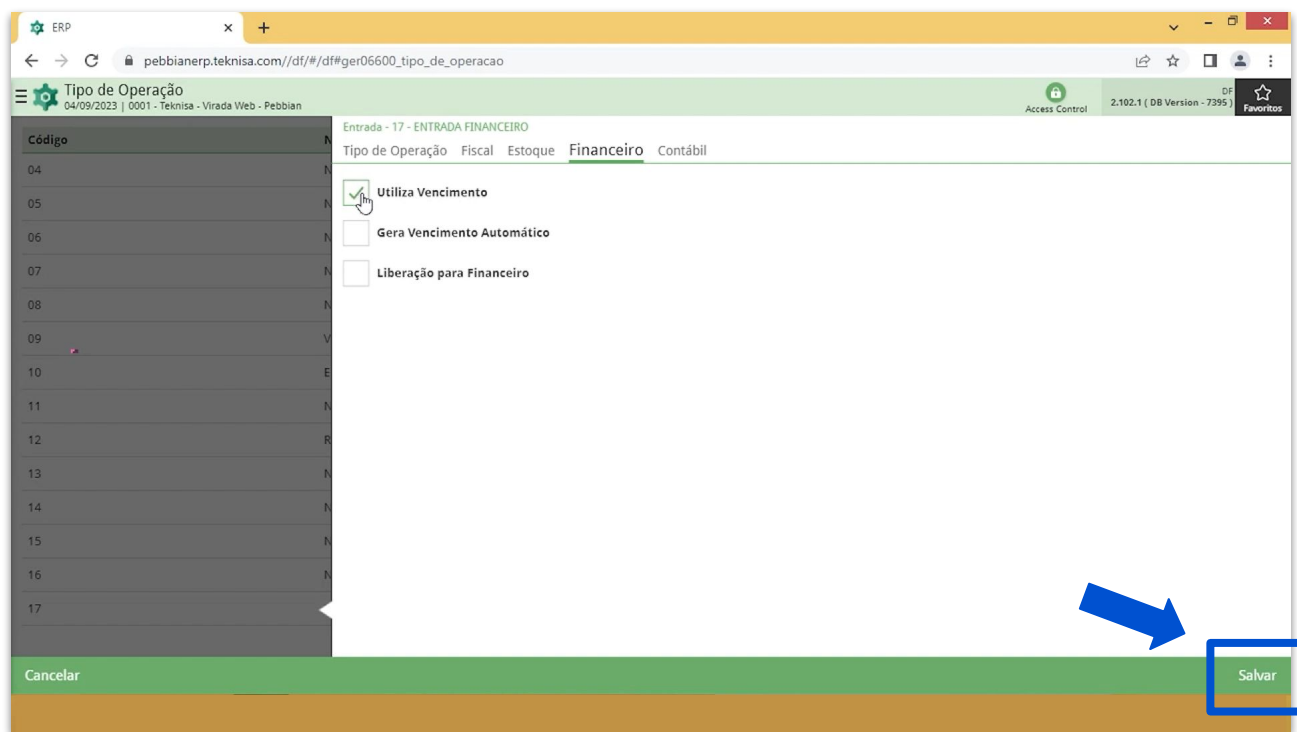 ERP
pebbianerp.teknisa.com//df/#/df#ger06600_tipo_de_operacao
Tipo de Operação
04/09/2023 | 0001 - Teknisa - Virada Web - Pebbian
Access Control
DF
2.102.1 ( DB Version - 7395 )
Favoritos
Código N
04 N
05 N
06 N
07 N
08 N
09 V
10 E
11 N
12 R
13 N
14 N
15 N
16 N
17
Entrada - 17 - ENTRADA FINANCEIRO
Tipo de Operação Fiscal Estoque Financeiro Contábil
Utiliza Vencimento
Gera Vencimento Automático
Liberação para Financeiro
Cancelar
Salvar